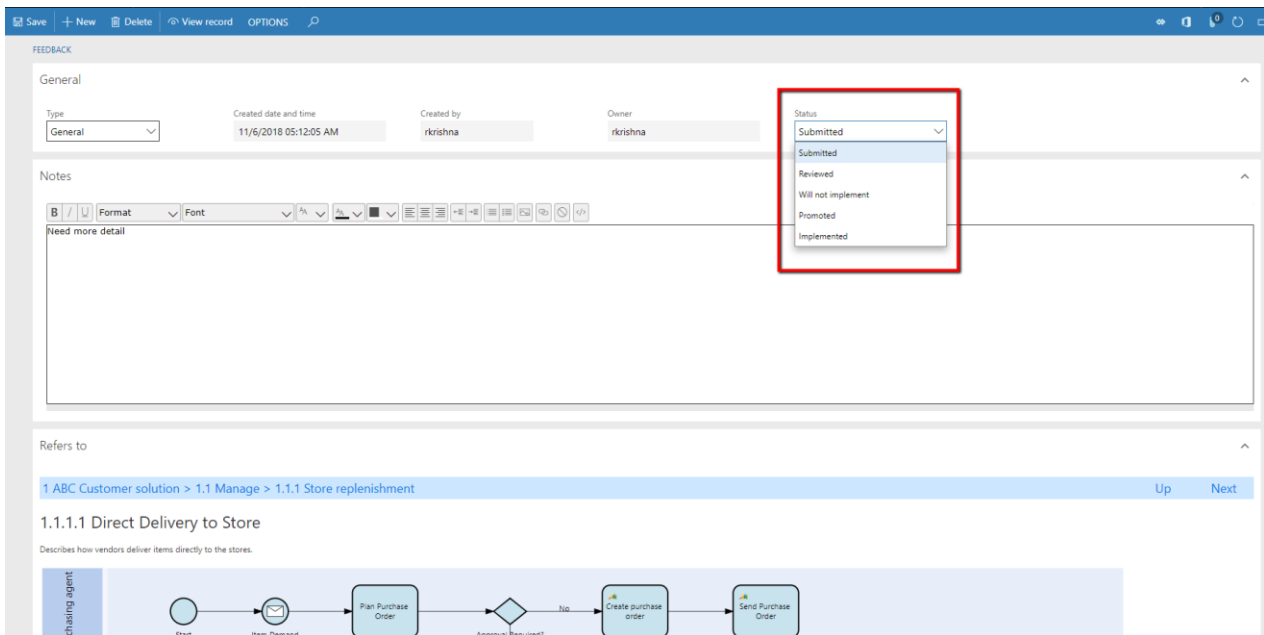 Save + New Delete View record OPTIONS 0
FEEDBACK
General
Type Created date and time Created by Owner Status
General 11/6/2018 05:12:05 AM rkrishna rkrishna Submitted
Submitted
Reviewed
Will not implement
Promoted
Implemented
Notes
B / U Format Font
Need more detail
Refers to
1 ABC Customer solution > 1.1 Manage > 1.1.1 Store replenishment Up Next
1.1.1.1 Direct Delivery to Store
Describes how vendors deliver items directly to the stores.
agent
Plan Purchase
Order
No
Create purchase
order
Send Purchase
Order
Start Item Demand Approval Required?